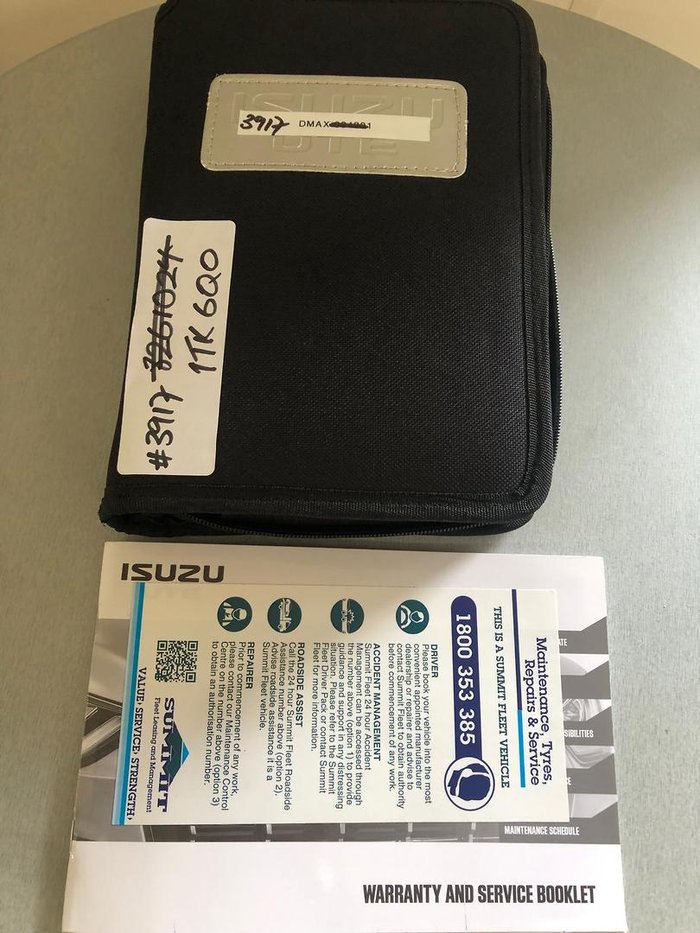 ISUZU
UTE
3917 DMAX
#3917
1TK 6QO
ISUZU
UTE
Maintenance, Tyres,
Repairs & Service
THIS IS A SUMMIT FLEET VEHICLE
1800 353 385
DRIVER
Please book your vehicle into the most
convenient appointed manufacturer
dealership or repairer and advise to
contact Summit Fleet to obtain authority
before commencement of any work.
ACCIDENT MANAGEMENT
Summit Fleet 24 hour Accident
Management can be accessed through
the number above (option 1) to provide
guidance and support in any distressing
situation. Please refer to the Summit
Fleet Driver Pack or contact Summit
Fleet for more information.
ROADSIDE ASSIST
Call the 24 hour Summit Fleet Roadside
Assistance number above (option 2).
Advise roadside assistance it is a
Summit Fleet vehicle.
REPAIRER
Prior to commencement of any work,
please contact our Maintenance Control
Centre on the number above (option 3)
to obtain an authorisation number.
SUMMIT
Fleet Leasing and Management
VALUE, SERVICE, STRENGTH
MAINTENANCE SCHEDULE
WARRANTY AND SERVICE BOOKLET